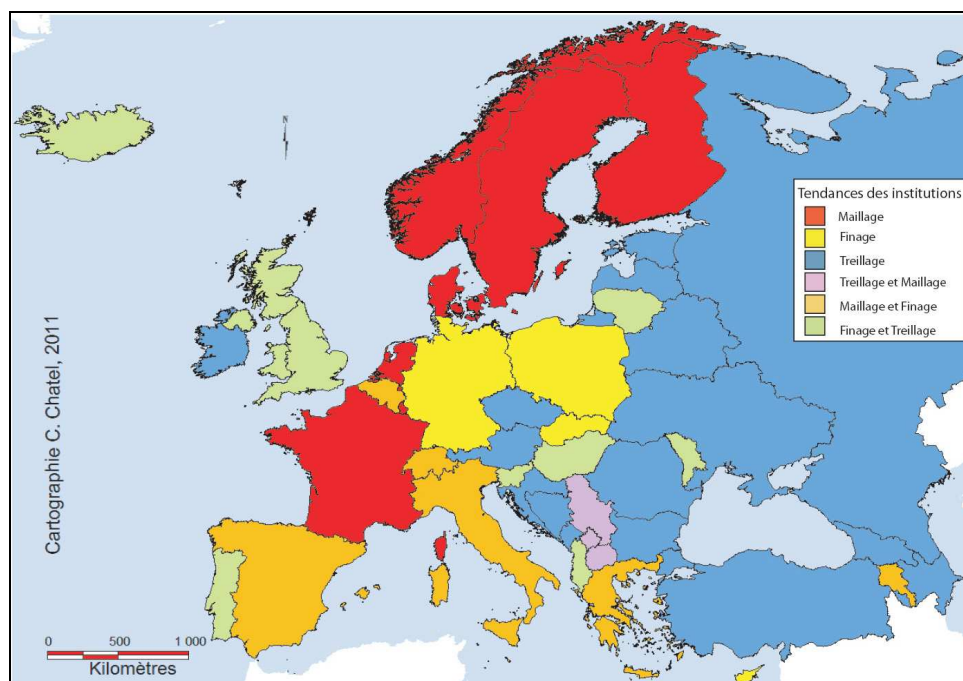 N
Tendances des institutions
Maillage
Finage
Treillage
Treillage et Maillage
Maillage et Finage
Finage et Treillage
Cartographie C. Chatel, 2011
0 500 1 000
Kilomètres